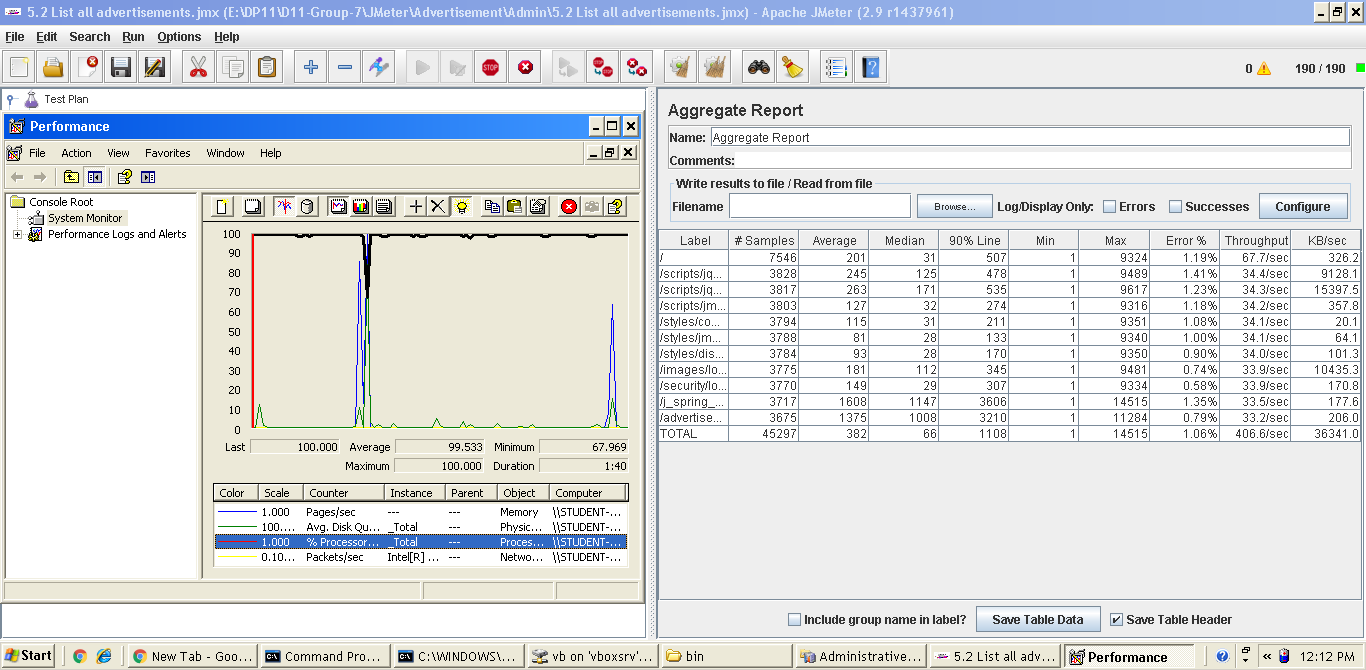 5.2 List all advertisements.jmx (E:\DP11\D11-Group-7\JMeter\Advertisement\Admin\5.2 List all advertisements.jmx) - Apache JMeter (2.9 r1437961)
File Edit Search Run Options Help
0 190 / 190
Test Plan
Performance
File Action View Favorites Window Help
Console Root
System Monitor
Performance Logs and Alerts
100
90
80
70
60
50
40
30
20
10
0
Last 100.000 Average 99.533 Minimum 67.969
Maximum 100.000 Duration 1:40
Color Scale Counter Instance Parent Object Computer
1.000 Pages/sec --- --- Memory \\STUDENT-...
100.... Avg. Disk Qu... _Total --- Physic... \\STUDENT-...
1.000 % Processor... _Total --- Proces... \\STUDENT-...
0.10... Packets/sec Intel[R] ... --- Netwo... \\STUDENT-...
Aggregate Report
Name: Aggregate Report
Comments:
Write results to file / Read from file
Filename Browse... Log/Display Only: Errors Successes Configure
Label # Samples Average Median 90% Line Min Max Error % Throughput KB/sec
/ 7546 201 31 507 1 9324 1.19% 67.7/sec 326.2
/scripts/jq... 3828 245 125 478 1 9489 1.41% 34.4/sec 9128.1
/scripts/jq... 3817 263 171 535 1 9617 1.23% 34.3/sec 15397.5
/scripts/jm... 3803 127 32 274 1 9316 1.18% 34.2/sec 357.8
/styles/co... 3794 115 31 211 1 9351 1.08% 34.1/sec 20.1
/styles/jm... 3788 81 28 133 1 9340 1.00% 34.1/sec 64.1
/styles/dis... 3784 93 28 170 1 9350 0.90% 34.0/sec 101.3
/images/lo... 3775 181 112 345 1 9481 0.74% 33.9/sec 10435.3
/security/lo... 3770 149 29 307 1 9334 0.58% 33.9/sec 170.8
/j_spring_... 3717 1608 1147 3606 1 14515 1.35% 33.5/sec 177.6
/advertise... 3675 1375 1008 3210 1 11284 0.79% 33.2/sec 206.0
TOTAL 45297 382 66 1108 1 14515 1.06% 406.6/sec 36341.0
Include group name in label? Save Table Data Save Table Header
Start New Tab - Goo... Command Pro... C:\WINDOWS\... vb on 'vboxsrv'... bin Administrative... 5.2 List all adv... Performance 12:12 PM